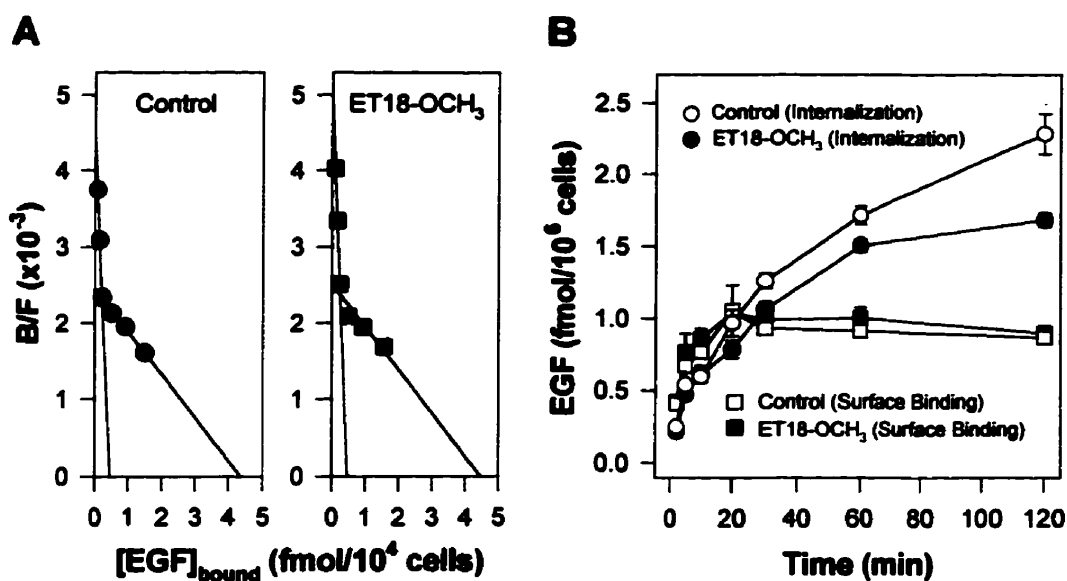 A
B
Control
ET18-OCH₃
B/F (x10⁻³)
5
4
3
2
1
0
5
4
3
2
1
0
0 1 2 3 4 5
0 1 2 3 4 5
[EGF]bound (fmol/10⁴ cells)
EGF (fmol/10⁶ cells)
2.5
2.0
1.5
1.0
0.5
0.0
Control (Internalization)
ET18-OCH₃ (Internalization)
Control (Surface Binding)
ET18-OCH₃ (Surface Binding)
0 20 40 60 80 100 120
Time (min)